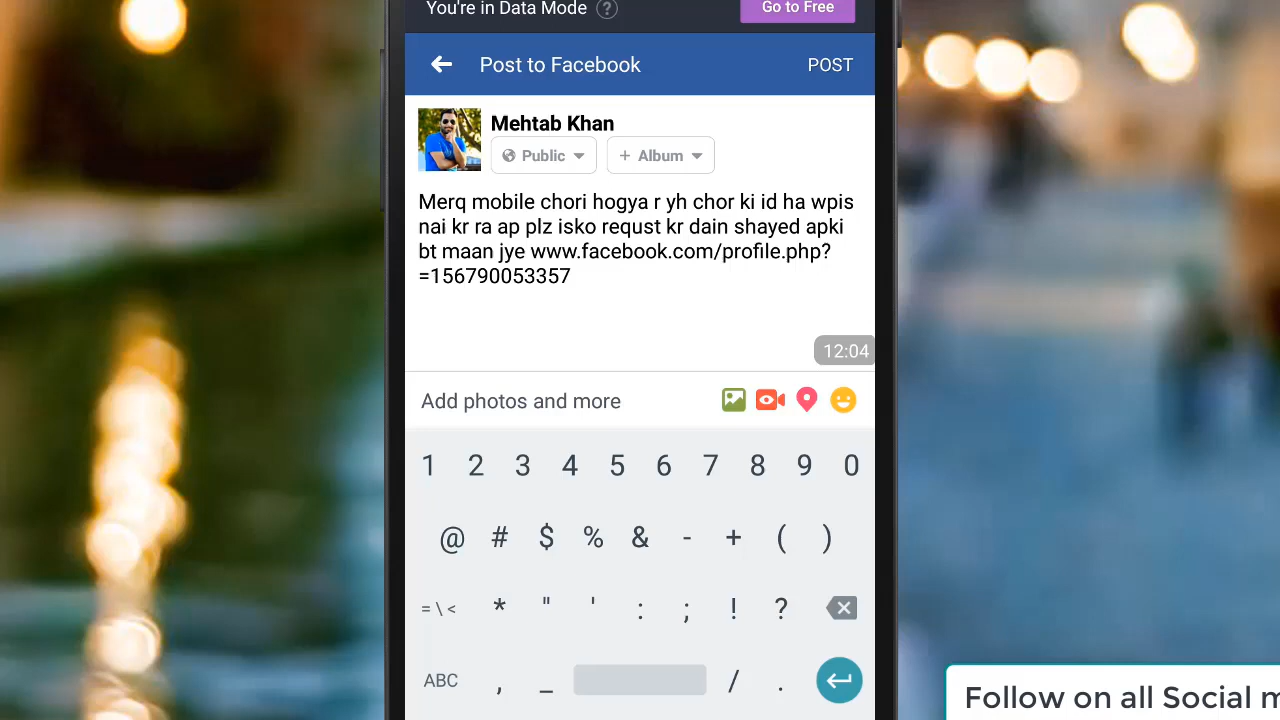 You're in Data Mode ?
Go to Free
Post to Facebook
POST
Mehtab Khan
Public
+ Album
Merq mobile chori hogya r yh chor ki id ha wpis
nai kr ra ap plz isko requst kr dain shayed apki
bt maan jye www.facebook.com/profile.php?
=156790053357
12:04
Add photos and more
1 2 3 4 5 6 7 8 9 0
@ # $ % & - + ( )
= \ < * " ' : ; ! ?
ABC , _ / .
Follow on all Social m